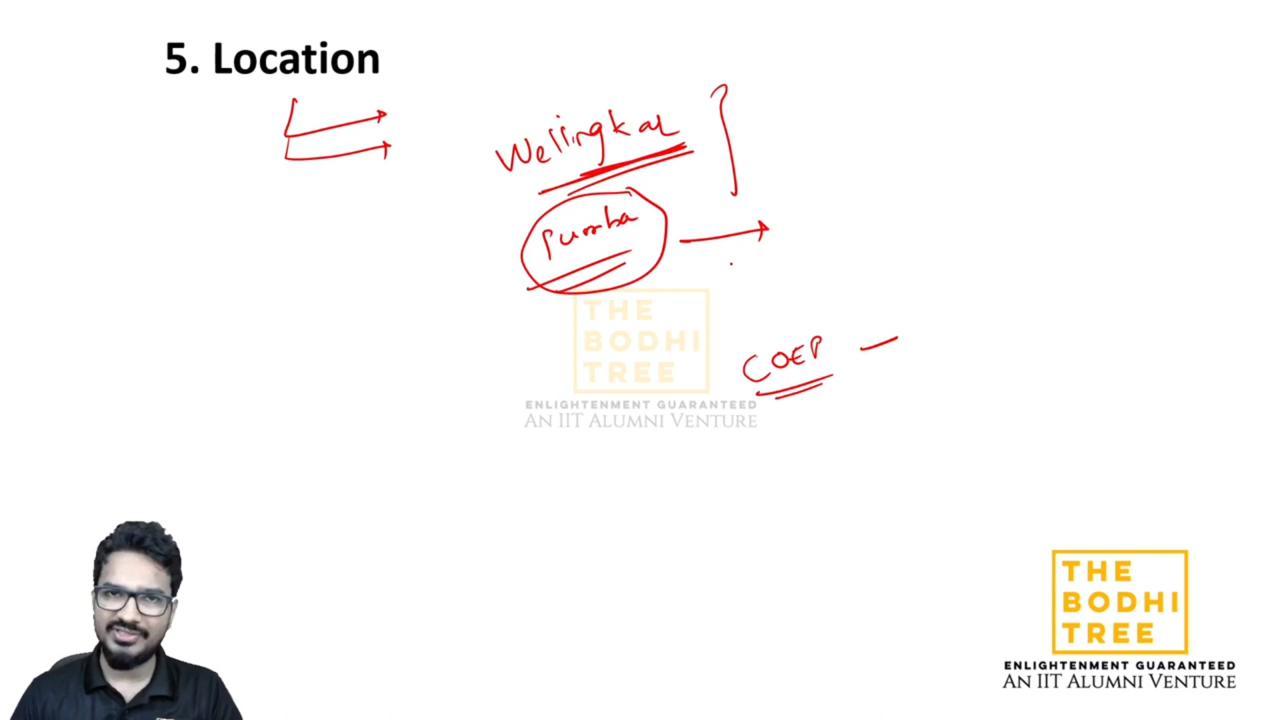 5. Location
Wellingkar
Pumba
THE
BODHI
TREE
ENLIGHTENMENT GUARANTEED
AN IIT ALUMNI VENTURE
COEP
THE
BODHI
TREE
ENLIGHTENMENT GUARANTEED
AN IIT ALUMNI VENTURE